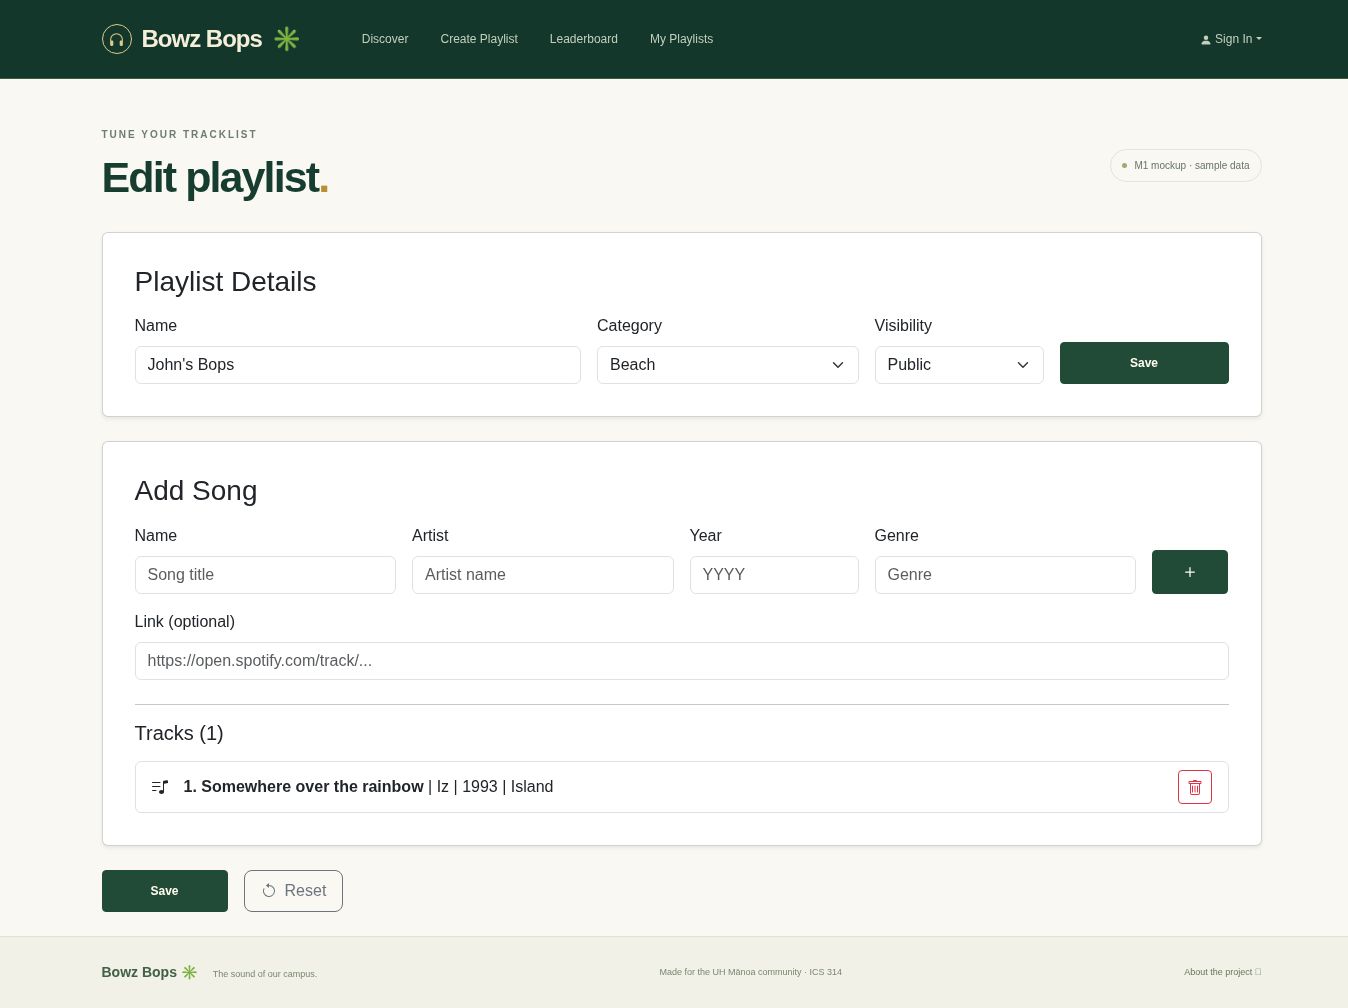 Bowz Bops ✳️ Discover Create Playlist Leaderboard My Playlists Sign In
TUNE YOUR TRACKLIST
Edit playlist.
M1 mockup · sample data
Playlist Details
Name Category Visibility
John's Bops Beach Public Save
Add Song
Name Artist Year Genre
Song title Artist name YYYY Genre +
Link (optional)
https://open.spotify.com/track/...
Tracks (1)
1. Somewhere over the rainbow | Iz | 1993 | Island
Save Reset
Bowz Bops ✳️ The sound of our campus. Made for the UH Mānoa community · ICS 314 About the project